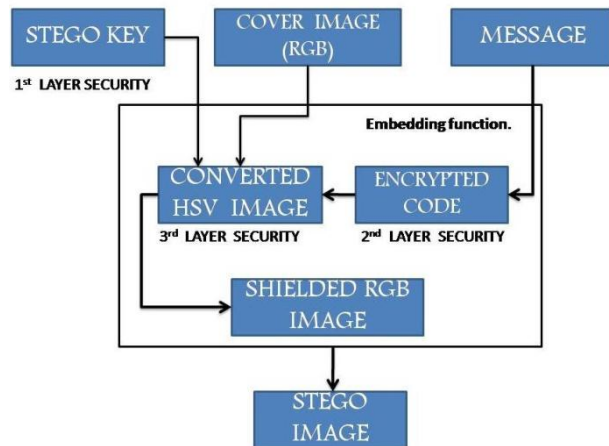 STEGO KEY
1st LAYER SECURITY
COVER IMAGE
(RGB)
MESSAGE
Embedding function.
CONVERTED
HSV IMAGE
3rd LAYER SECURITY
ENCRYPTED
CODE
2nd LAYER SECURITY
SHIELDED RGB
IMAGE
STEGO
IMAGE